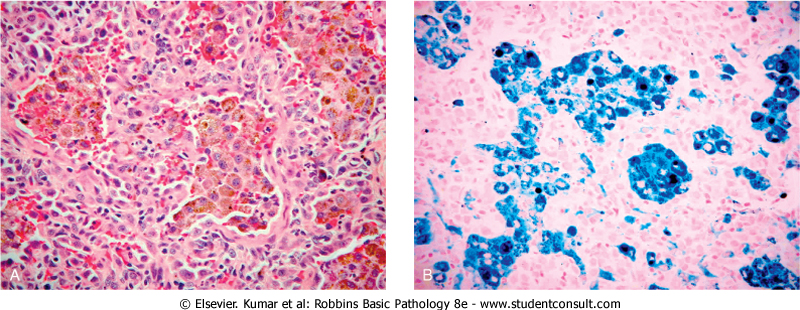 A
B
© Elsevier. Kumar et al: Robbins Basic Pathology 8e - www.studentconsult.com